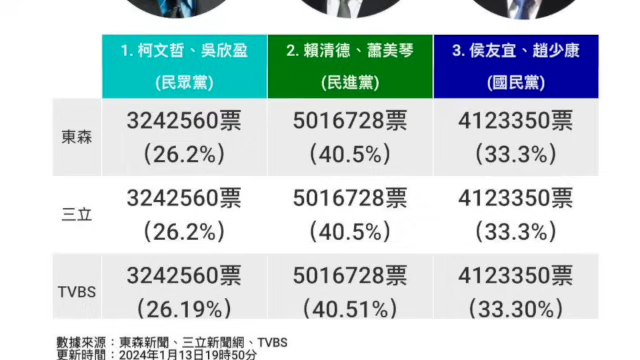 1. 柯文哲、吳欣盈 2. 賴清德、蕭美琴 3. 侯友宜、趙少康
(民眾黨) (民進黨) (國民黨)
東森 3242560票 5016728票 4123350票
(26.2%) (40.5%) (33.3%)
三立 3242560票 5016728票 4123350票
(26.2%) (40.5%) (33.3%)
TVBS 3242560票 5016728票 4123350票
(26.19%) (40.51%) (33.30%)
數據來源：東森新聞、三立新聞網、TVBS
更新時間：2024年1月13日19時50分